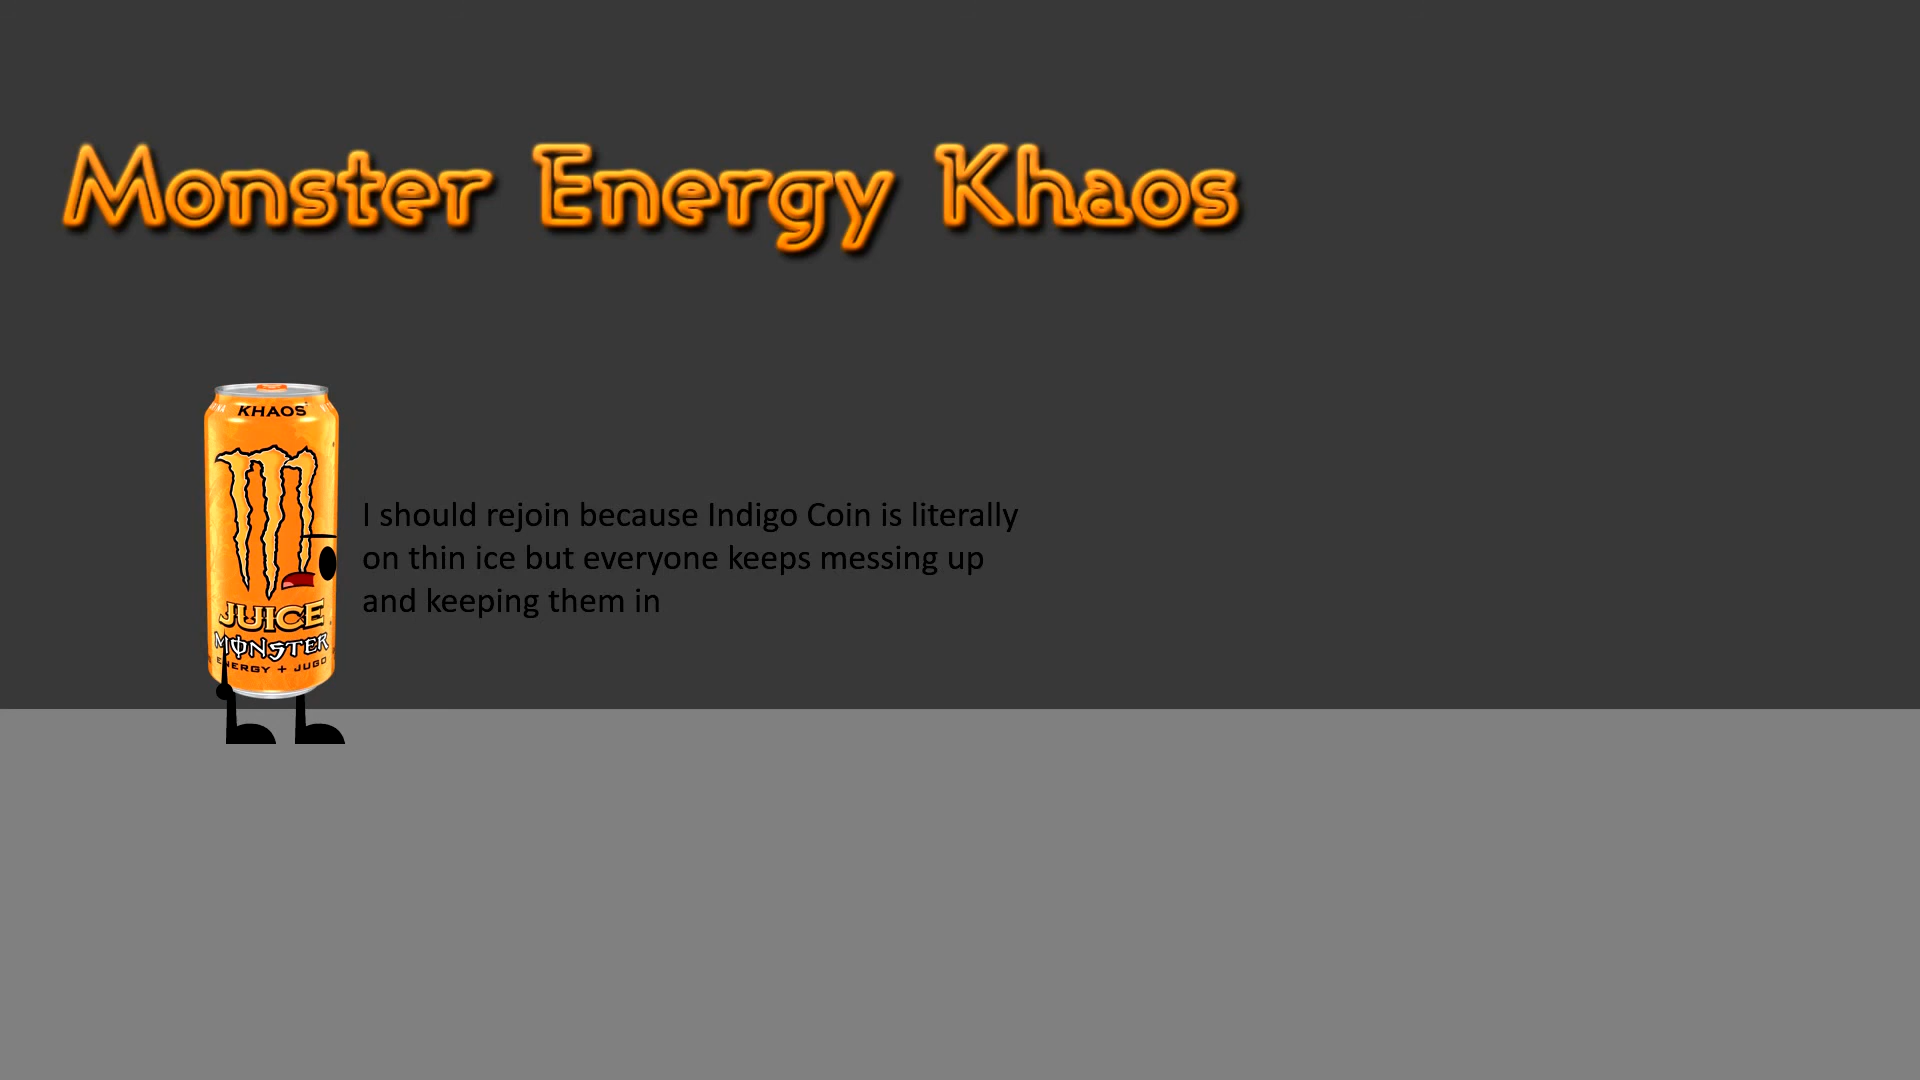 Monster Energy Khaos
KHAOS
I should rejoin because Indigo Coin is literally
on thin ice but everyone keeps messing up
and keeping them in
JUICE
MONSTER
ENERGY + JUGO